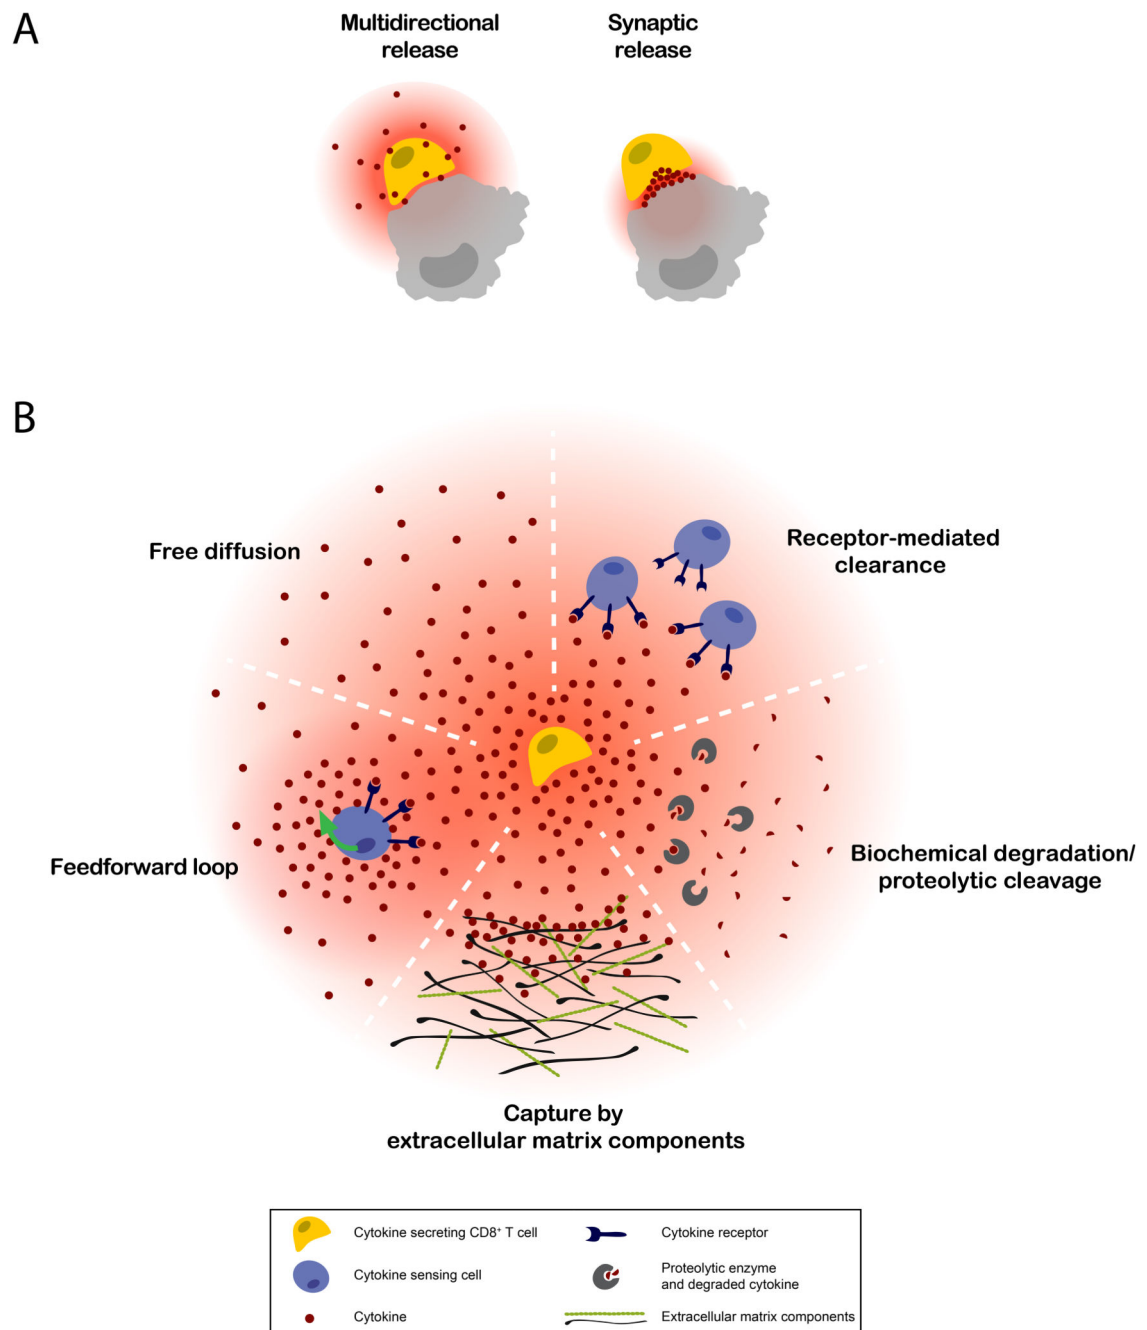 A
Multidirectional
release
Synaptic
release
B
Free diffusion
Receptor-mediated
clearance
Feedforward loop
Biochemical degradation/
proteolytic cleavage
Capture by
extracellular matrix components
Cytokine secreting CD8⁺ T cell
Cytokine receptor
Cytokine sensing cell
Proteolytic enzyme
and degraded cytokine
Cytokine
Extracellular matrix components